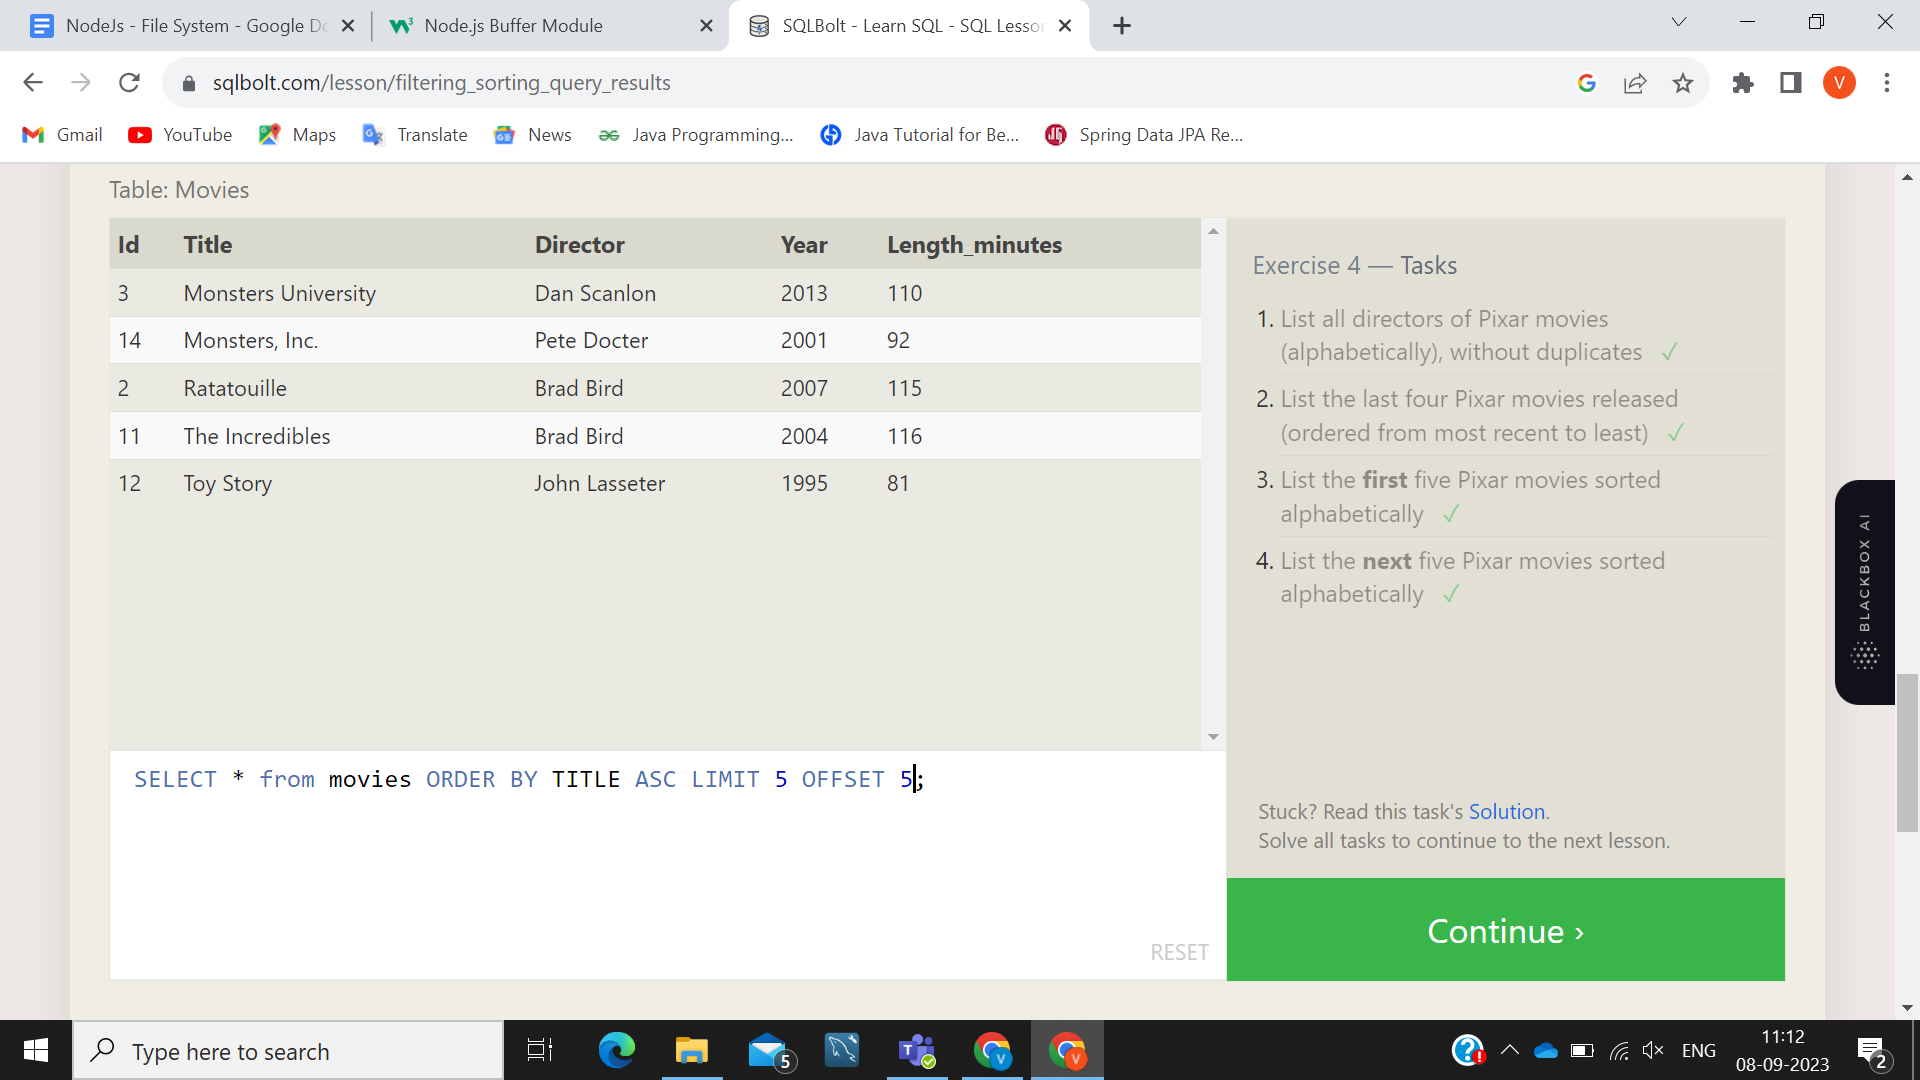 NodeJs - File System - Google Do
Node.js Buffer Module
SQLBolt - Learn SQL - SQL Lesson
sqlbolt.com/lesson/filtering_sorting_query_results
V
Gmail
YouTube
Maps
Translate
News
Java Programming...
Java Tutorial for Be...
Spring Data JPA Re...
Table: Movies
Id Title Director Year Length_minutes
3 Monsters University Dan Scanlon 2013 110
14 Monsters, Inc. Pete Docter 2001 92
2 Ratatouille Brad Bird 2007 115
11 The Incredibles Brad Bird 2004 116
12 Toy Story John Lasseter 1995 81
SELECT * from movies ORDER BY TITLE ASC LIMIT 5 OFFSET 5;
RESET
Exercise 4 — Tasks
1. List all directors of Pixar movies
(alphabetically), without duplicates ✓
2. List the last four Pixar movies released
(ordered from most recent to least) ✓
3. List the first five Pixar movies sorted
alphabetically ✓
4. List the next five Pixar movies sorted
alphabetically ✓
Stuck? Read this task's Solution.
Solve all tasks to continue to the next lesson.
Continue ›
BLACKBOX AI
Type here to search
5
ENG
11:12
08-09-2023
2